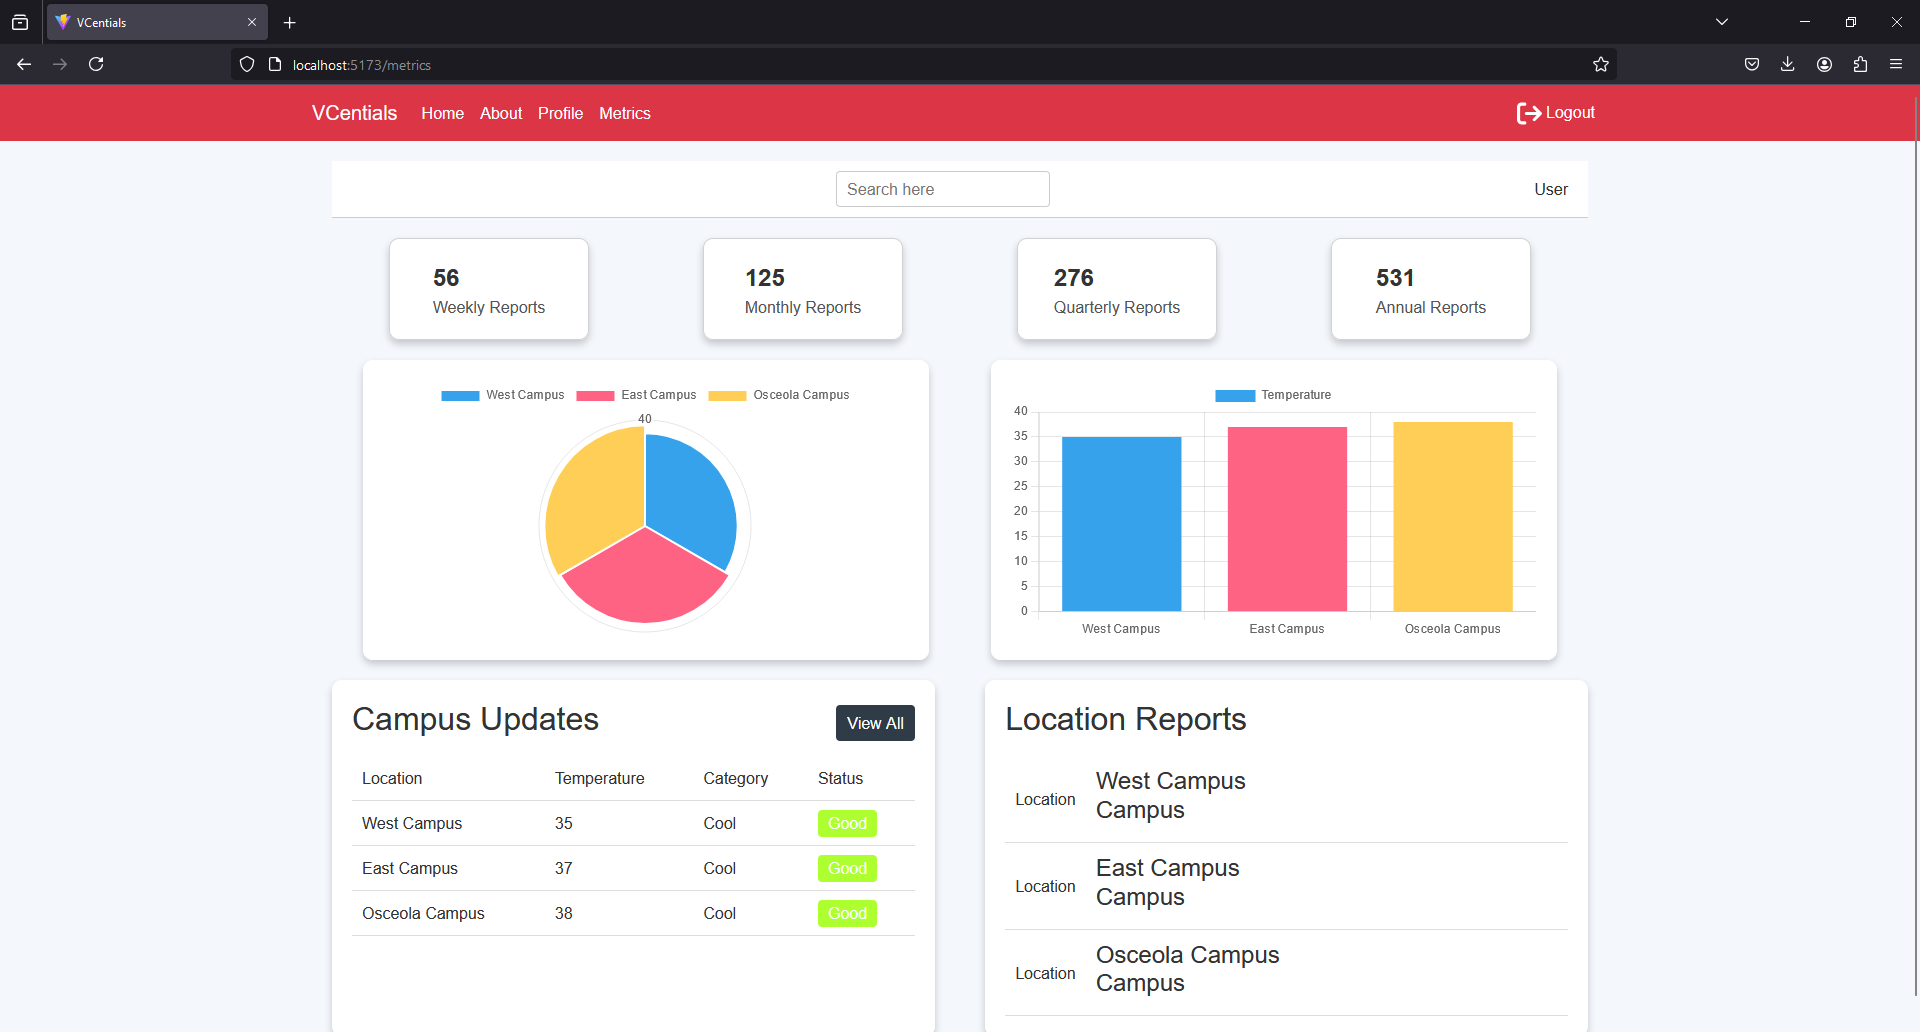 VCentials
localhost:5173/metrics
VCentials Home About Profile Metrics Logout
Search here User
56
Weekly Reports
125
Monthly Reports
276
Quarterly Reports
531
Annual Reports
West Campus East Campus Osceola Campus
40
Temperature
40
35
30
25
20
15
10
5
0
West Campus East Campus Osceola Campus
Campus Updates View All
Location Temperature Category Status
West Campus 35 Cool Good
East Campus 37 Cool Good
Osceola Campus 38 Cool Good
Location Reports
Location West Campus
Campus
Location East Campus
Campus
Location Osceola Campus
Campus